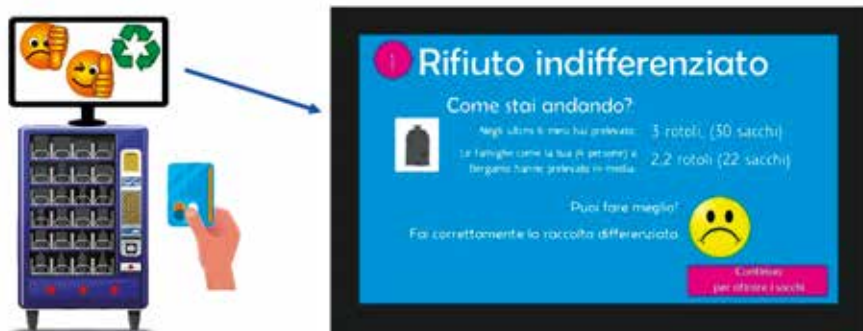 Rifiuto indifferenziato
Come stai andando?
Negli ultimi 6 mesi hai prelevato: 3 rotoli, (30 sacchi)
Le famiglie come la tua (4 persone) a 2,2 rotoli (22 sacchi)
Bergamo hanno prelevato in media:
Puoi fare meglio!
Fai correttamente la raccolta differenziata
Continua
per ritirare i sacchi